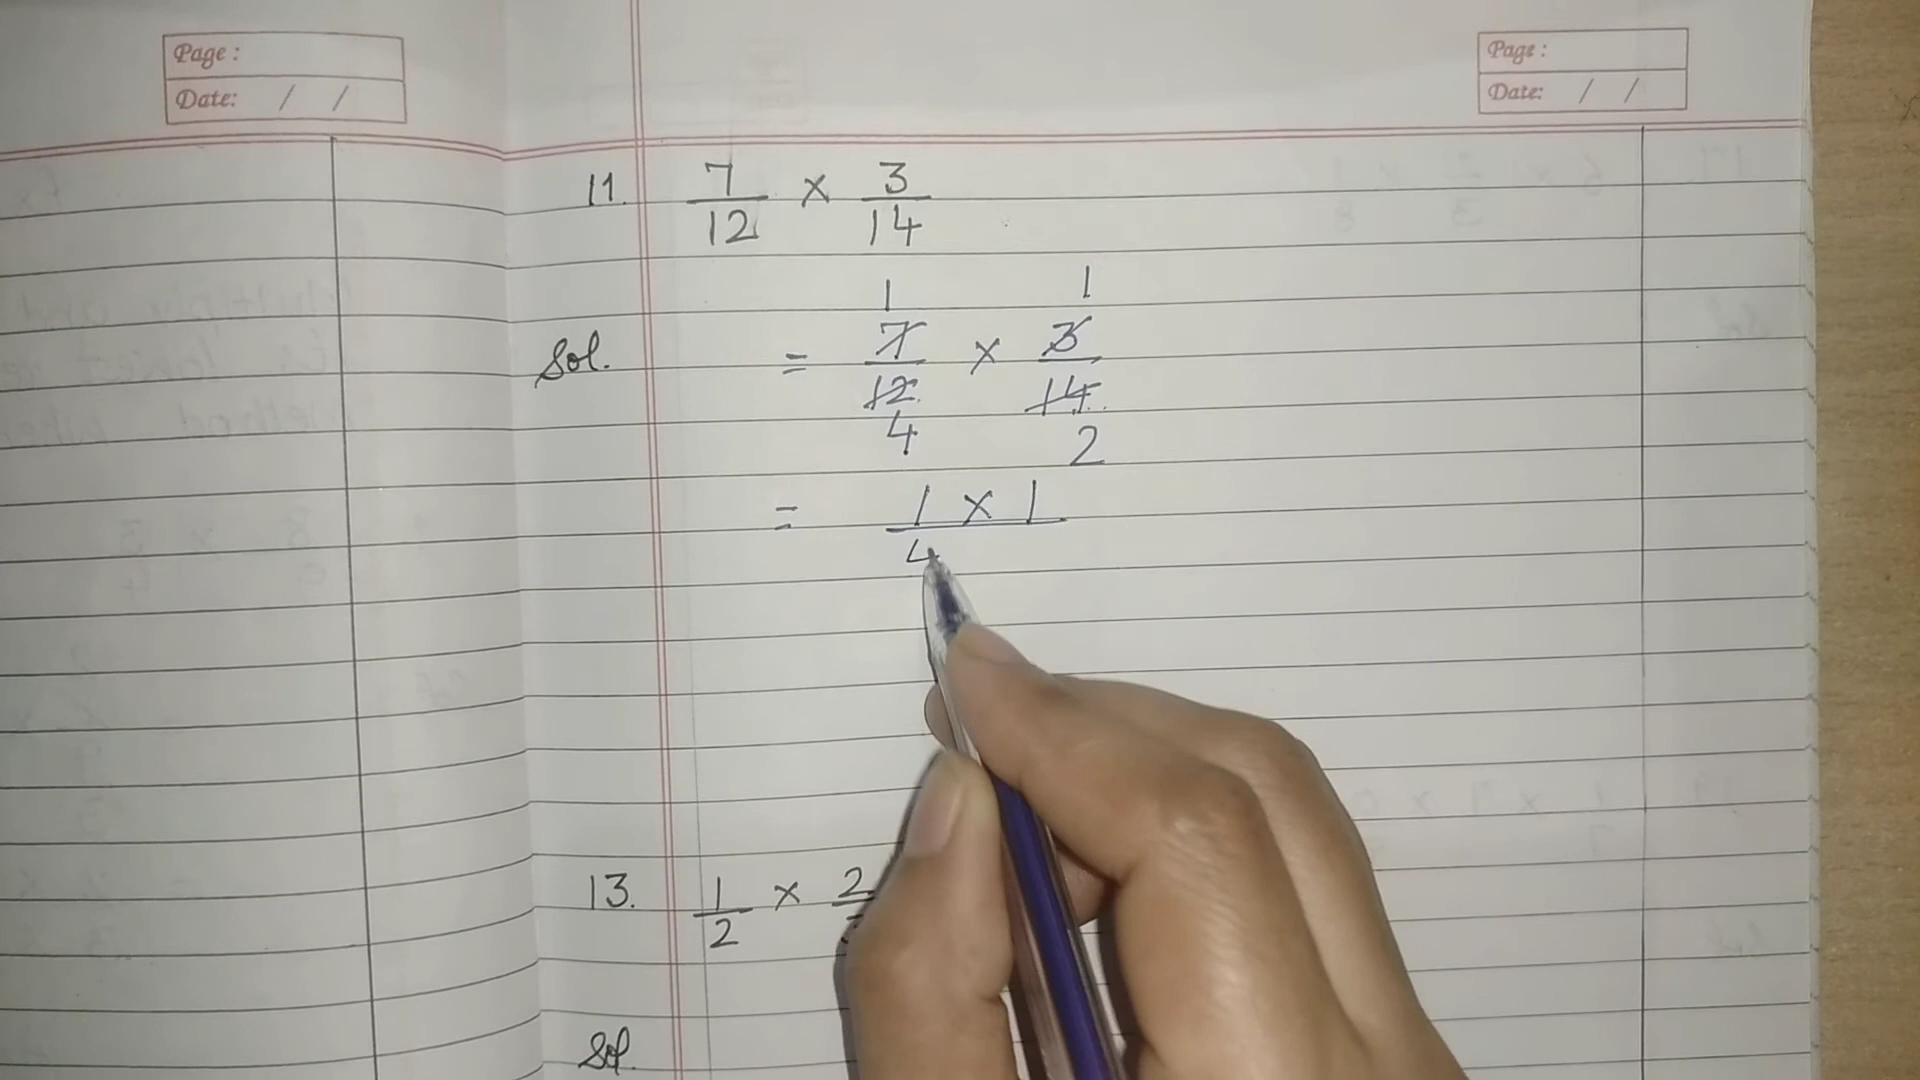 Page :
Date: / /
Page :
Date: / /
11. 7/12 × 3/14
1 1
Sol. = 7/12 × 3/14
4 2
= 1 × 1
4
13. 1/2 × 2
Sol.